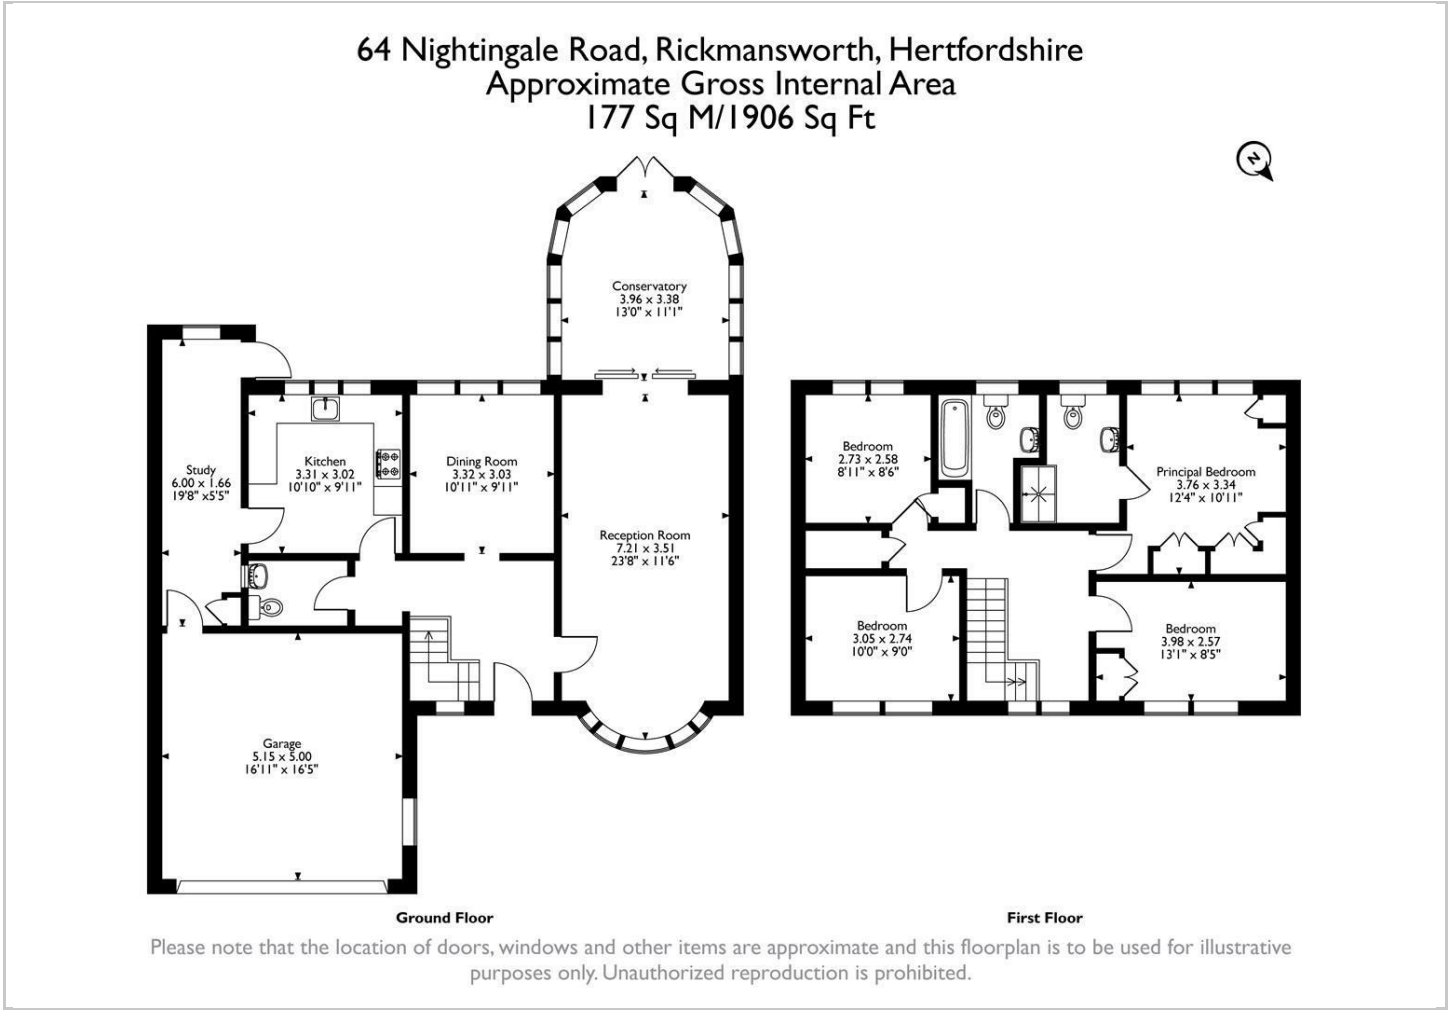 64 Nightingale Road, Rickmansworth, Hertfordshire
Approximate Gross Internal Area
177 Sq M/1906 Sq Ft
N
Conservatory
3.96 x 3.38
13'0" x 11'1"
Study
6.00 x 1.66
19'8" x5'5"
Kitchen
3.31 x 3.02
10'10" x 9'11"
Dining Room
3.32 x 3.03
10'11" x 9'11"
Reception Room
7.21 x 3.51
23'8" x 11'6"
Garage
5.15 x 5.00
16'11" x 16'5"
Bedroom
2.73 x 2.58
8'11" x 8'6"
Principal Bedroom
3.76 x 3.34
12'4" x 10'11"
Bedroom
3.05 x 2.74
10'0" x 9'0"
Bedroom
3.98 x 2.57
13'1" x 8'5"
Ground Floor
First Floor
Please note that the location of doors, windows and other items are approximate and this floorplan is to be used for illustrative
purposes only. Unauthorized reproduction is prohibited.